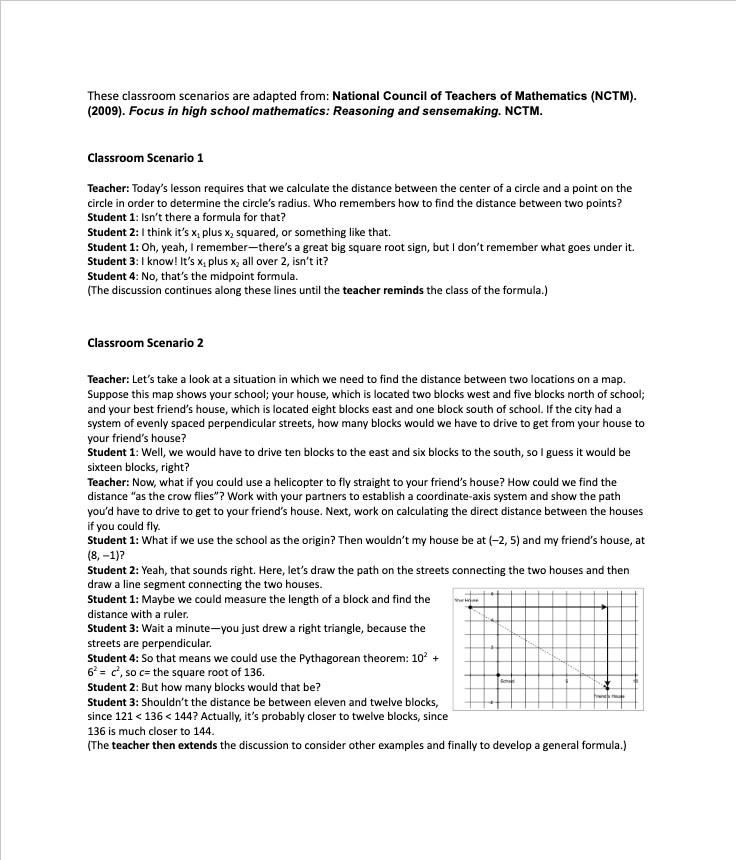 These classroom scenarios are adapted from: National Council of Teachers of Mathematics (NCTM).
(2009). Focus in high school mathematics: Reasoning and sensemaking. NCTM.
Classroom Scenario 1
Teacher: Today's lesson requires that we calculate the distance between the center of a circle and a point on the
circle in order to determine the circle's radius. Who remembers how to find the distance between two points?
Student 1: Isn't there a formula for that?
Student 2: I think it's x₁ plus x₂ squared, or something like that.
Student 1: Oh, yeah, I remember—there's a great big square root sign, but I don't remember what goes under it.
Student 3: I know! It's x₁ plus x₂ all over 2, isn't it?
Student 4: No, that's the midpoint formula.
(The discussion continues along these lines until the teacher reminds the class of the formula.)
Classroom Scenario 2
Teacher: Let's take a look at a situation in which we need to find the distance between two locations on a map.
Suppose this map shows your school; your house, which is located two blocks west and five blocks north of school;
and your best friend's house, which is located eight blocks east and one block south of school. If the city had a
system of evenly spaced perpendicular streets, how many blocks would we have to drive to get from your house to
your friend's house?
Student 1: Well, we would have to drive ten blocks to the east and six blocks to the south, so I guess it would be
sixteen blocks, right?
Teacher: Now, what if you could use a helicopter to fly straight to your friend's house? How could we find the
distance "as the crow flies"? Work with your partners to establish a coordinate-axis system and show the path
you'd have to drive to get to your friend's house. Next, work on calculating the direct distance between the houses
if you could fly.
Student 1: What if we use the school as the origin? Then wouldn't my house be at (–2, 5) and my friend's house, at
(8, –1)?
Student 2: Yeah, that sounds right. Here, let's draw the path on the streets connecting the two houses and then
draw a line segment connecting the two houses.
Student 1: Maybe we could measure the length of a block and find the
distance with a ruler.
Student 3: Wait a minute—you just drew a right triangle, because the
streets are perpendicular.
Student 4: So that means we could use the Pythagorean theorem: 10² +
6² = c², so c= the square root of 136.
Student 2: But how many blocks would that be?
Student 3: Shouldn't the distance be between eleven and twelve blocks,
since 121 < 136 < 144? Actually, it's probably closer to twelve blocks, since
136 is much closer to 144.
(The teacher then extends the discussion to consider other examples and finally to develop a general formula.)
Your House
School
Friend's House